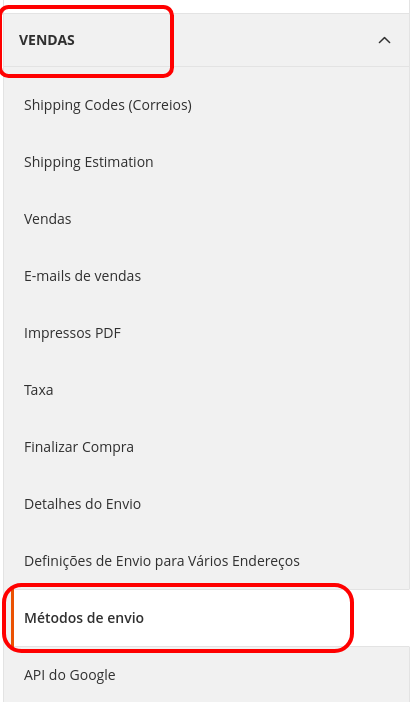 VENDAS
Shipping Codes (Correios)
Shipping Estimation
Vendas
E-mails de vendas
Impressos PDF
Taxa
Finalizar Compra
Detalhes do Envio
Definições de Envio para Vários Endereços
Métodos de envio
API do Google